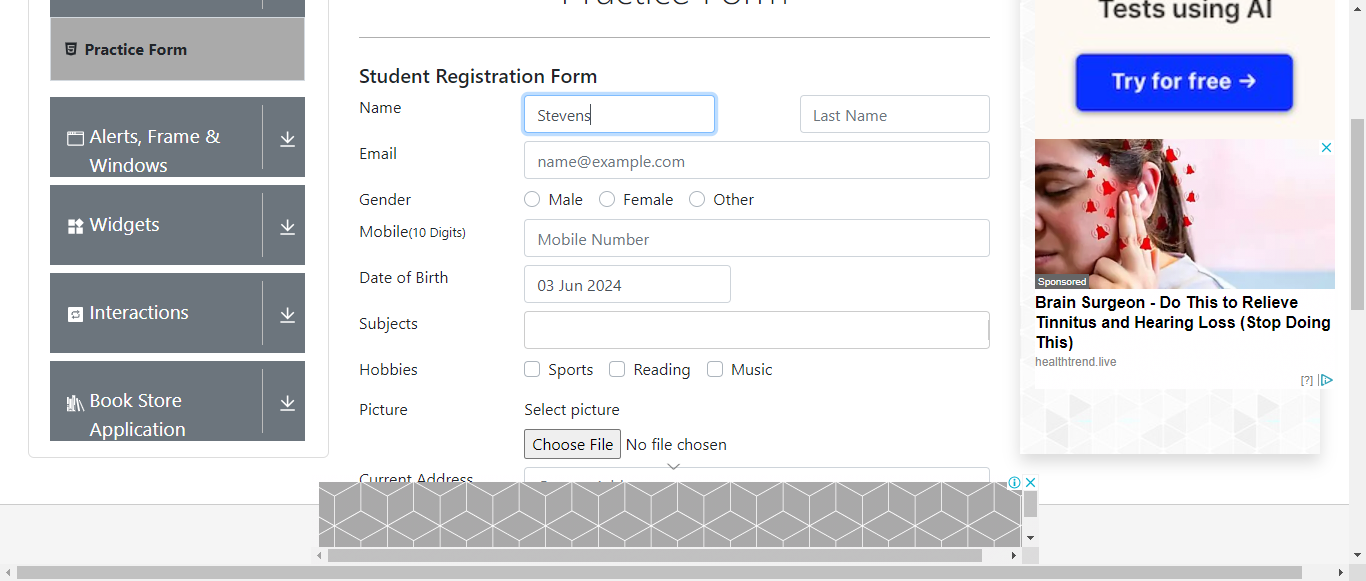 Practice Form
Practice Form
Alerts, Frame &
Windows
Widgets
Interactions
Book Store
Application
Student Registration Form
Name
Stevens
Last Name
Email
name@example.com
Gender
Male
Female
Other
Mobile(10 Digits)
Mobile Number
Date of Birth
03 Jun 2024
Subjects
Hobbies
Sports
Reading
Music
Picture
Select picture
Choose File No file chosen
Current Address
Tests using AI
Try for free →
Sponsored
Brain Surgeon - Do This to Relieve
Tinnitus and Hearing Loss (Stop Doing
This)
healthtrend.live
[?]